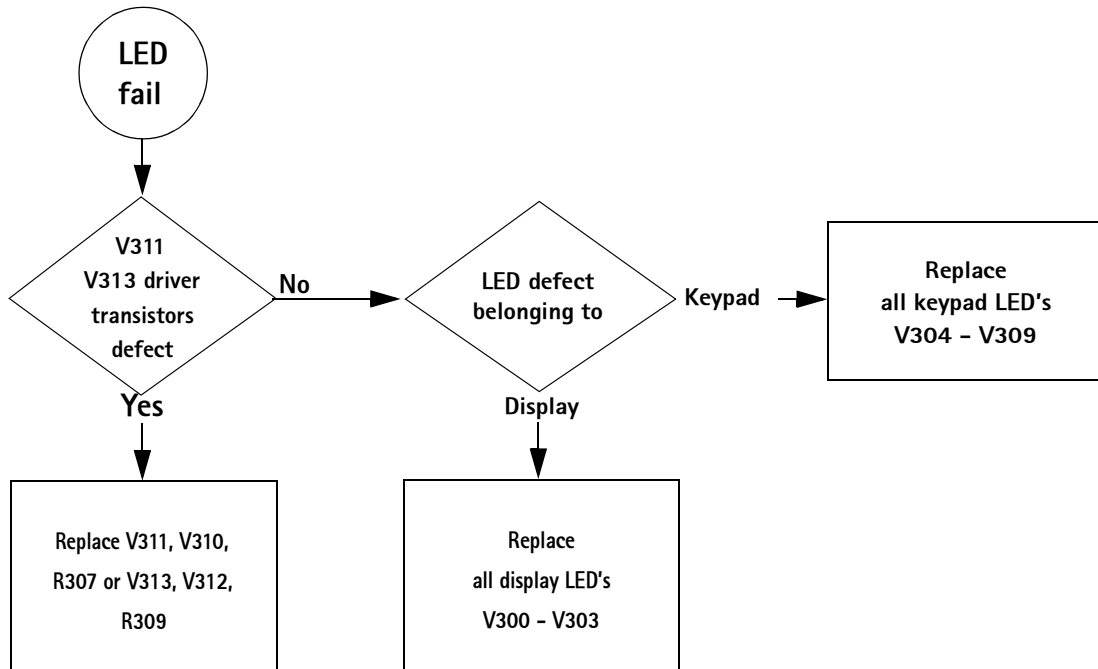 LED
fail
V311
V313 driver
transistors
defect
No
LED defect
belonging to
Keypad
Replace
all keypad LED's
V304 - V309
Yes
Display
Replace V311, V310,
R307 or V313, V312,
R309
Replace
all display LED's
V300 - V303